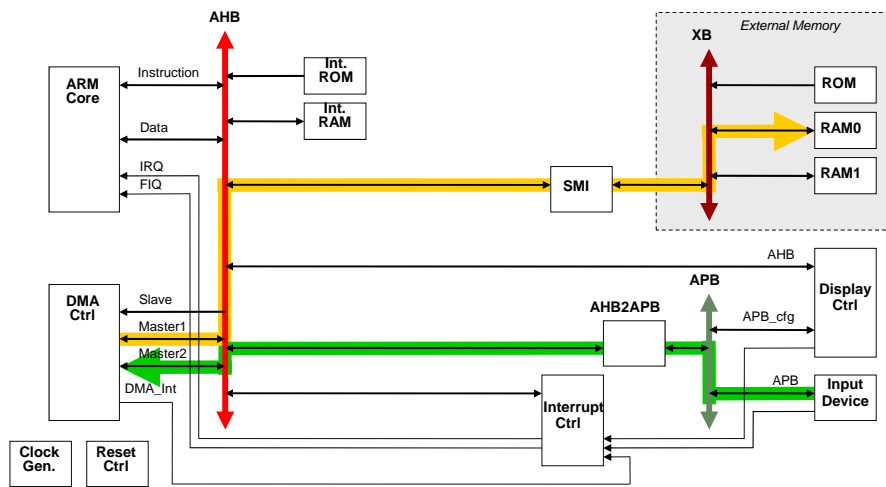 AHB
External Memory
XB
ARM
Core
Instruction
Int.
ROM
ROM
Data
Int.
RAM
RAM0
IRQ
FIQ
SMI
RAM1
AHB
DMA
Ctrl
Slave
Master1
Master2
DMA_Int
AHB2APB
APB
APB_cfg
Display
Ctrl
APB
Input
Device
Interrupt
Ctrl
Clock
Gen.
Reset
Ctrl